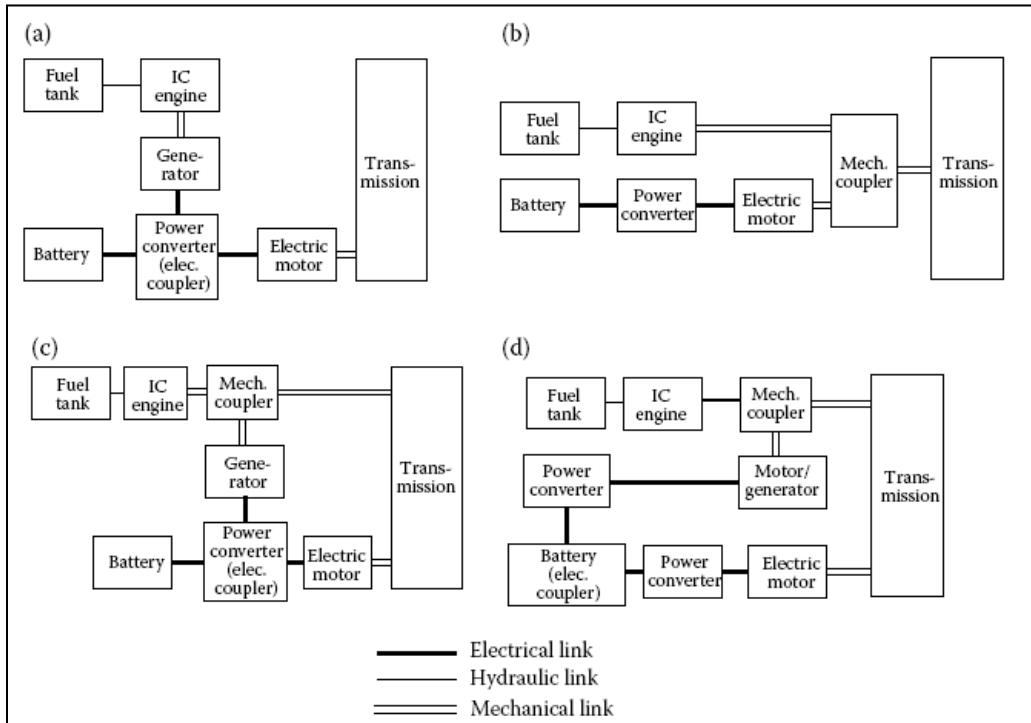 (a)
Fuel
tank
IC
engine
Gene-
rator
Battery
Power
converter
(elec.
coupler)
Electric
motor
Trans-
mission
(b)
Fuel
tank
IC
engine
Battery
Power
converter
Electric
motor
Mech.
coupler
Trans-
mission
(c)
Fuel
tank
IC
engine
Mech.
coupler
Gene-
rator
Battery
Power
converter
(elec.
coupler)
Electric
motor
Trans-
mission
(d)
Fuel
tank
IC
engine
Mech.
coupler
Power
converter
Motor/
generator
Battery
(elec.
coupler)
Power
converter
Electric
motor
Trans-
mission
Electrical link
Hydraulic link
Mechanical link